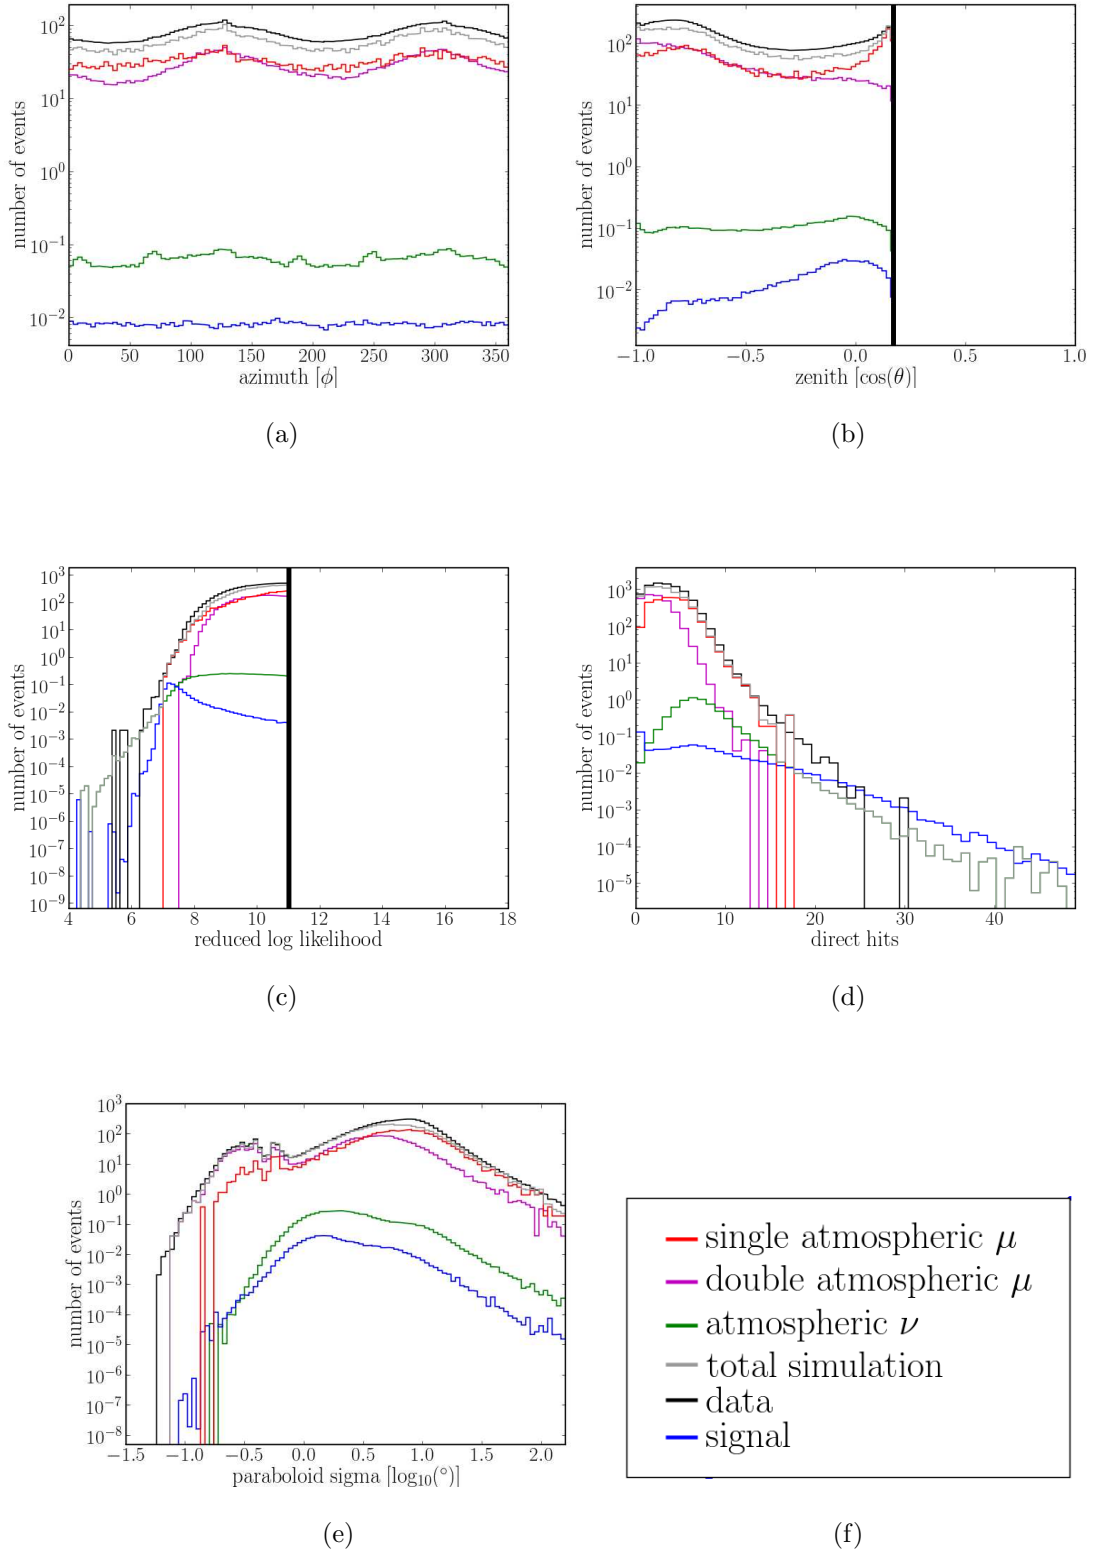 10²
10¹
10⁰
10⁻¹
10⁻²
number of events
0 50 100 150 200 250 300 350
azimuth [ϕ]
(a)
10²
10¹
10⁰
10⁻¹
10⁻²
number of events
−1.0 −0.5 0.0 0.5 1.0
zenith [cos(θ)]
(b)
10³
10²
10¹
10⁰
10⁻¹
10⁻²
10⁻³
10⁻⁴
10⁻⁵
10⁻⁶
10⁻⁷
10⁻⁸
10⁻⁹
number of events
4 6 8 10 12 14 16 18
reduced log likelihood
(c)
10³
10²
10¹
10⁰
10⁻¹
10⁻²
10⁻³
10⁻⁴
10⁻⁵
number of events
0 10 20 30 40
direct hits
(d)
10³
10²
10¹
10⁰
10⁻¹
10⁻²
10⁻³
10⁻⁴
10⁻⁵
10⁻⁶
10⁻⁷
10⁻⁸
number of events
−1.5 −1.0 −0.5 0.0 0.5 1.0 1.5 2.0
paraboloid sigma [log₁₀(°)]
(e)
single atmospheric μ
double atmospheric μ
atmospheric ν
total simulation
data
signal
(f)